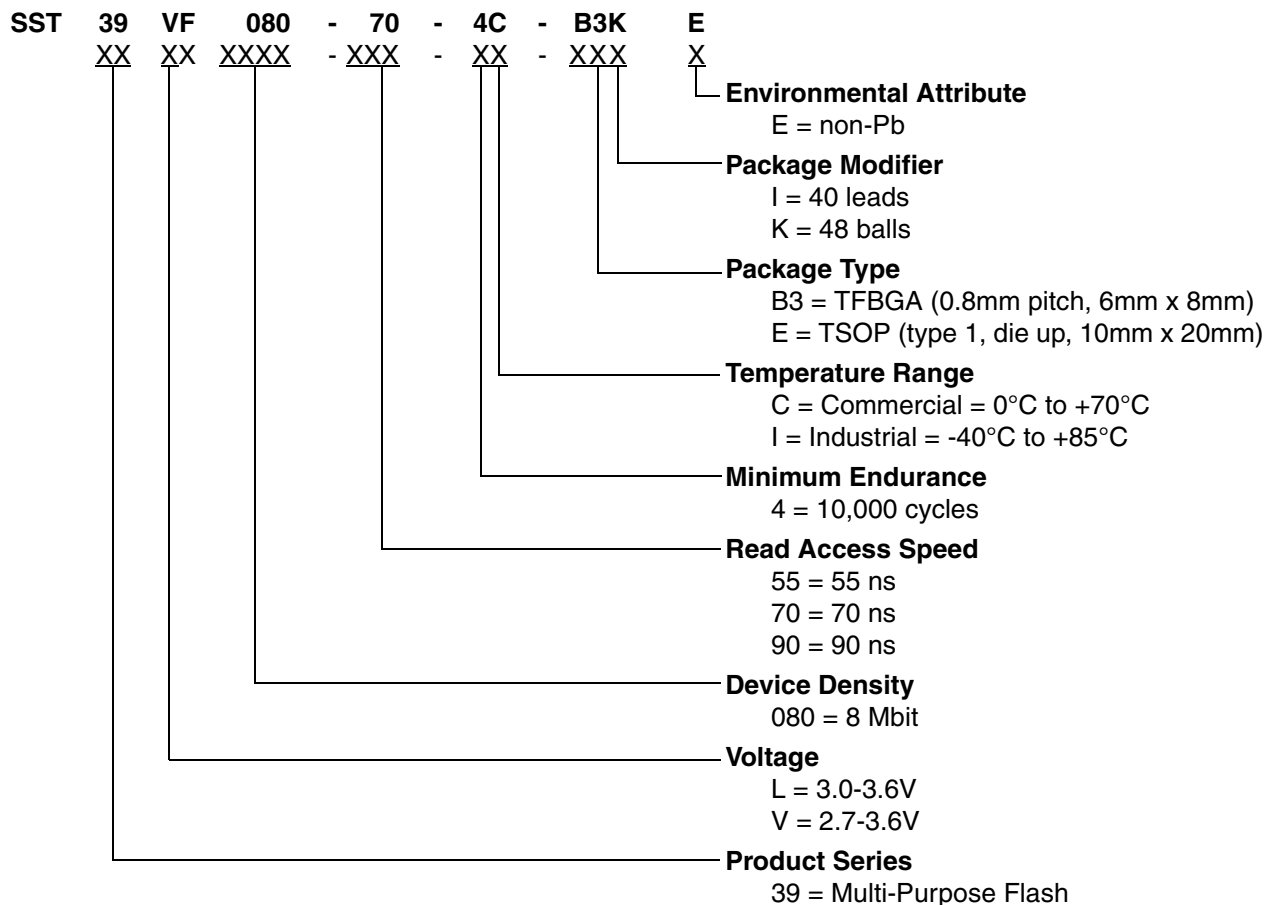 SST 39 VF 080 - 70 - 4C - B3K E
XX XX XXXX - XXX - XX - XXX X
Environmental Attribute
E = non-Pb
Package Modifier
I = 40 leads
K = 48 balls
Package Type
B3 = TFBGA (0.8mm pitch, 6mm x 8mm)
E = TSOP (type 1, die up, 10mm x 20mm)
Temperature Range
C = Commercial = 0°C to +70°C
I = Industrial = -40°C to +85°C
Minimum Endurance
4 = 10,000 cycles
Read Access Speed
55 = 55 ns
70 = 70 ns
90 = 90 ns
Device Density
080 = 8 Mbit
Voltage
L = 3.0-3.6V
V = 2.7-3.6V
Product Series
39 = Multi-Purpose Flash